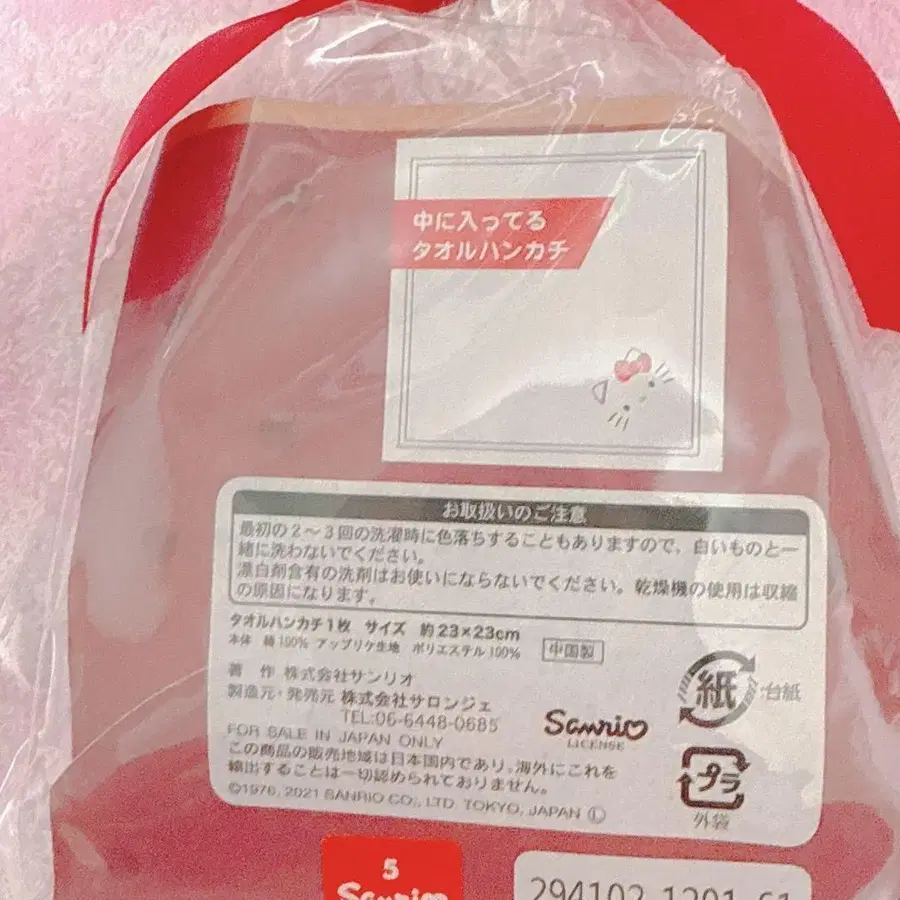 中に入ってる
タオルハンカチ
お取扱いのご注意
最初の2～3回の洗濯時に色落ちすることもありますので、白いものと一
緒に洗わないでください。
漂白剤含有の洗剤はお使いにならないでください。乾燥機の使用は収縮
の原因になります。
タオルハンカチ1枚 サイズ 約23×23cm
本体 綿100% アップリケ生地 ポリエステル100% 中国製
著 作 株式会社サンリオ
製造元・発売元 株式会社サロンジェ
TEL:06-6448-0685
FOR SALE IN JAPAN ONLY
この商品の販売地域は日本国内であり、海外にこれを
輸出することは一切認められておりません。
©1976, 2021 SANRIO CO., LTD. TOKYO, JAPAN Ⓛ
Sanrio
LICENSE
紙 :台紙
プラ
外袋
5
Sanrio
294102-1201-61